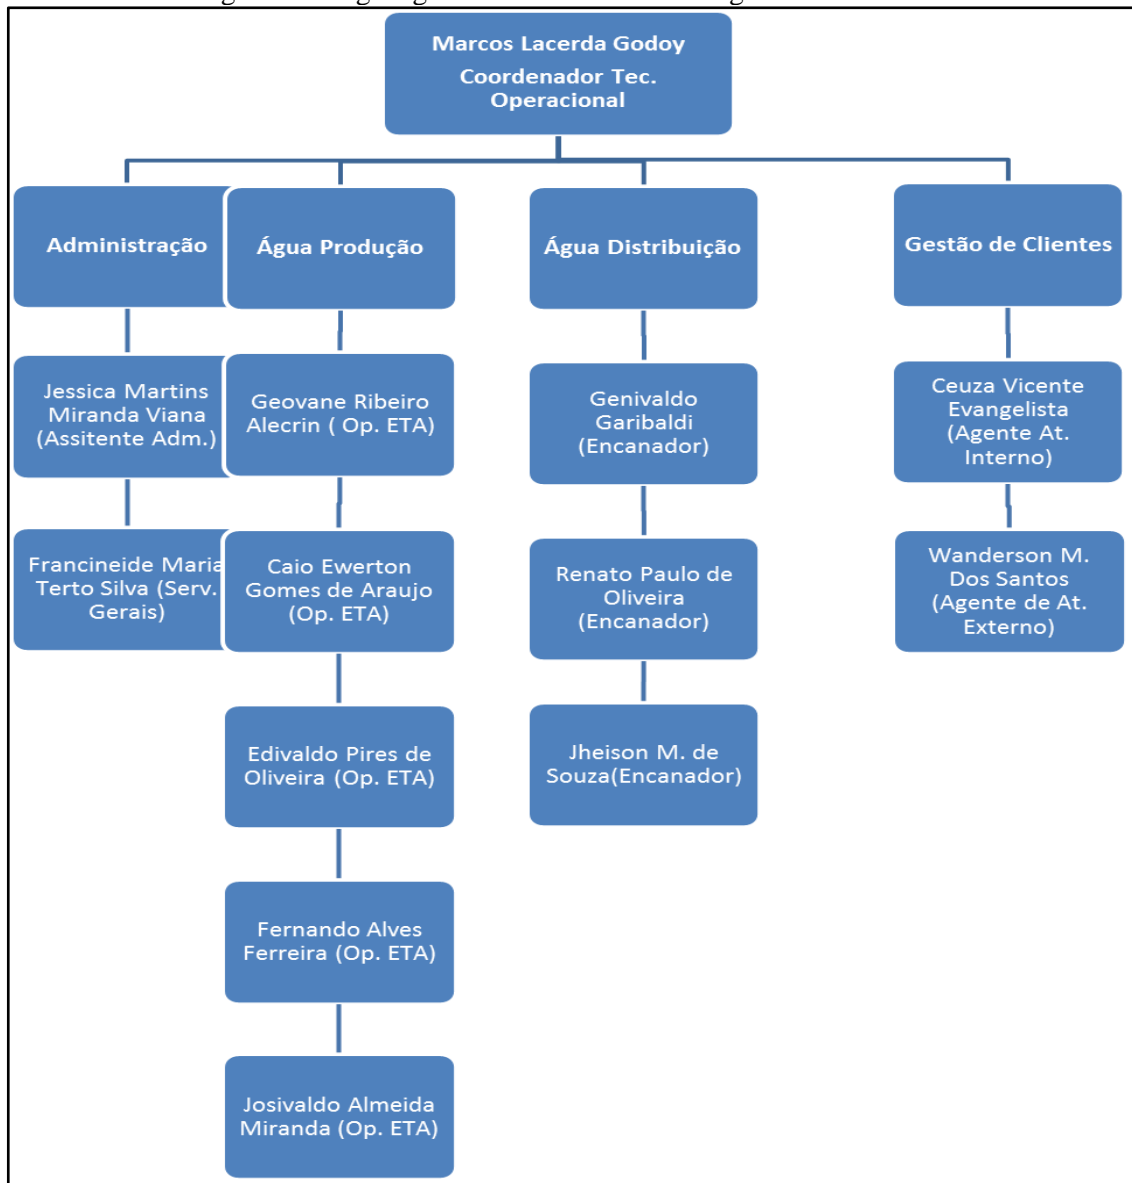 Marcos Lacerda Godoy
Coordenador Tec.
Operacional
Administração
Água Produção
Água Distribuição
Gestão de Clientes
Jessica Martins
Miranda Viana
(Assitente Adm.)
Geovane Ribeiro
Alecrin ( Op. ETA)
Genivaldo
Garibaldi
(Encanador)
Ceuza Vicente
Evangelista
(Agente At.
Interno)
Francineide Maria
Terto Silva (Serv.
Gerais)
Caio Ewerton
Gomes de Araujo
(Op. ETA)
Renato Paulo de
Oliveira
(Encanador)
Wanderson M.
Dos Santos
(Agente de At.
Externo)
Edivaldo Pires de
Oliveira (Op. ETA)
Jheison M. de
Souza(Encanador)
Fernando Alves
Ferreira (Op. ETA)
Josivaldo Almeida
Miranda (Op. ETA)